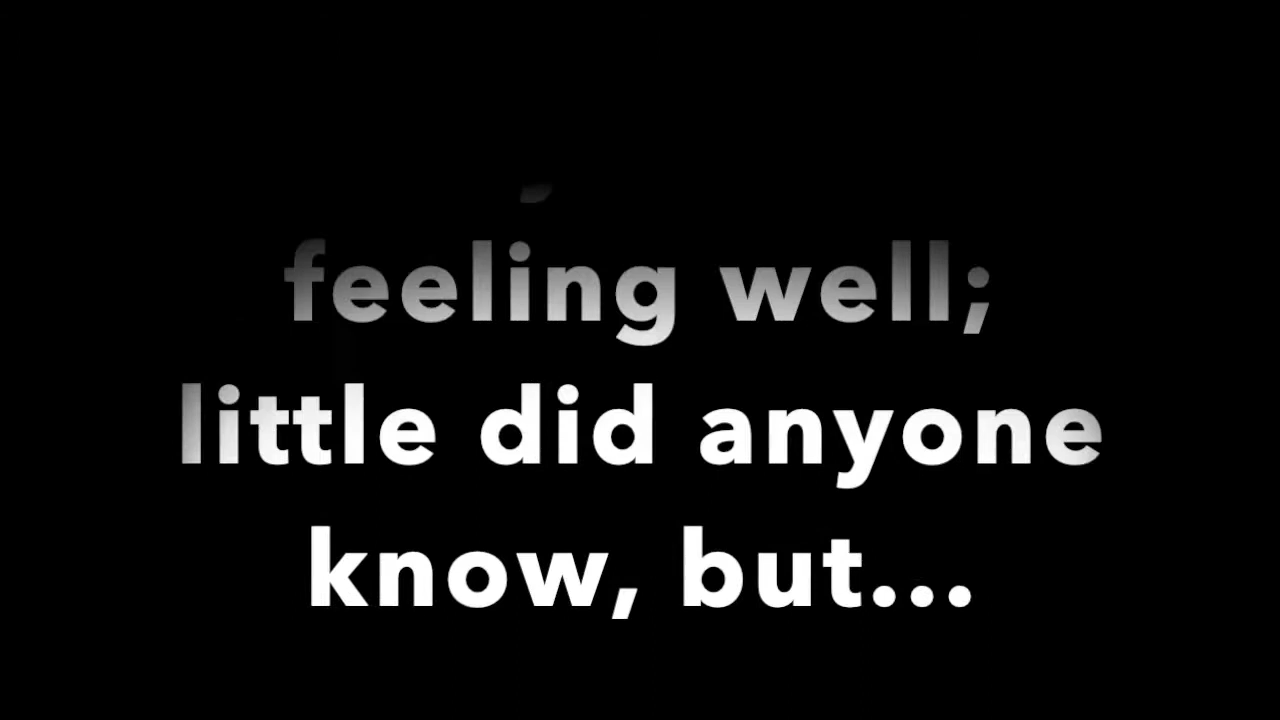 feeling well;
little did anyone
know, but...